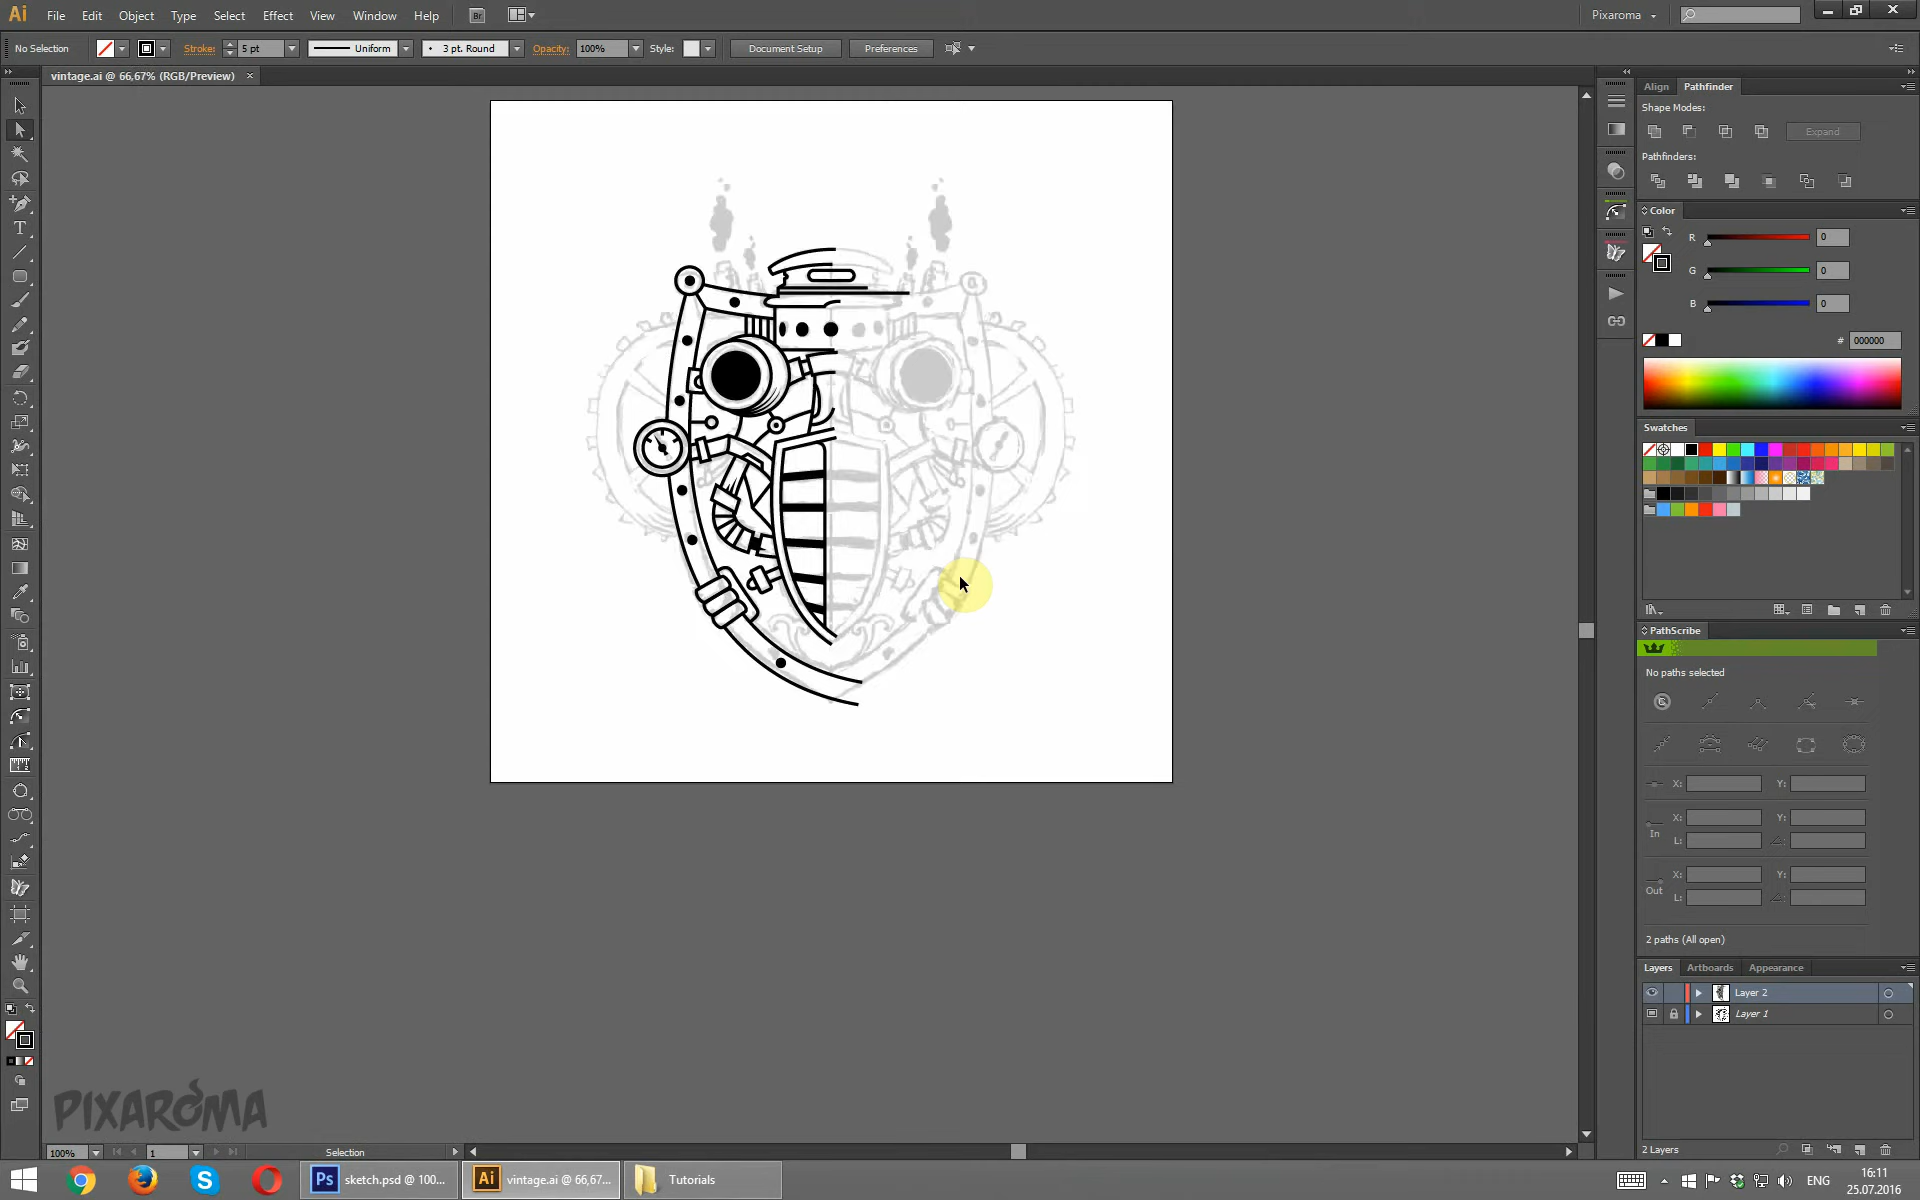 Ai File Edit Object Type Select Effect View Window Help Br Pixaroma
No Selection Stroke: 5 pt Uniform 3 pt. Round Opacity: 100% Style: Document Setup Preferences
vintage.ai @ 66,67% (RGB/Preview)
Align Pathfinder
Shape Modes:
Expand
Pathfinders:
Color
R 0
G 0
B 0
# 000000
Swatches
PathScribe
No paths selected
X: Y:
In X: Y:
L:
Out X: Y:
L:
2 paths (All open)
Layers Artboards Appearance
Layer 2
Layer 1
2 Layers
PIXAROMA
100% 1 Selection
Ps sketch.psd @ 100... Ai vintage.ai @ 66,67... Tutorials ENG
16:11
25.07.2016